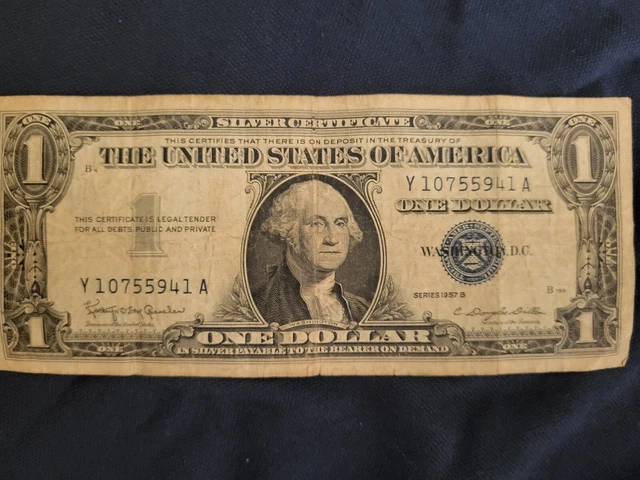 ONE ONE SILVER CERTIFICATE ONE ONE
1 THIS CERTIFIES THAT THERE IS ON DEPOSIT IN THE TREASURY OF 1
THE UNITED STATES OF AMERICA
B
Y 10755941 A
ONE DOLLAR
1
THIS CERTIFICATE IS LEGAL TENDER
FOR ALL DEBTS, PUBLIC AND PRIVATE
WASHINGTON, D.C.
Y 10755941 A
SERIES 1957 B
B
1 ONE DOLLAR 1
ONE IN SILVER PAYABLE TO THE BEARER ON DEMAND ONE